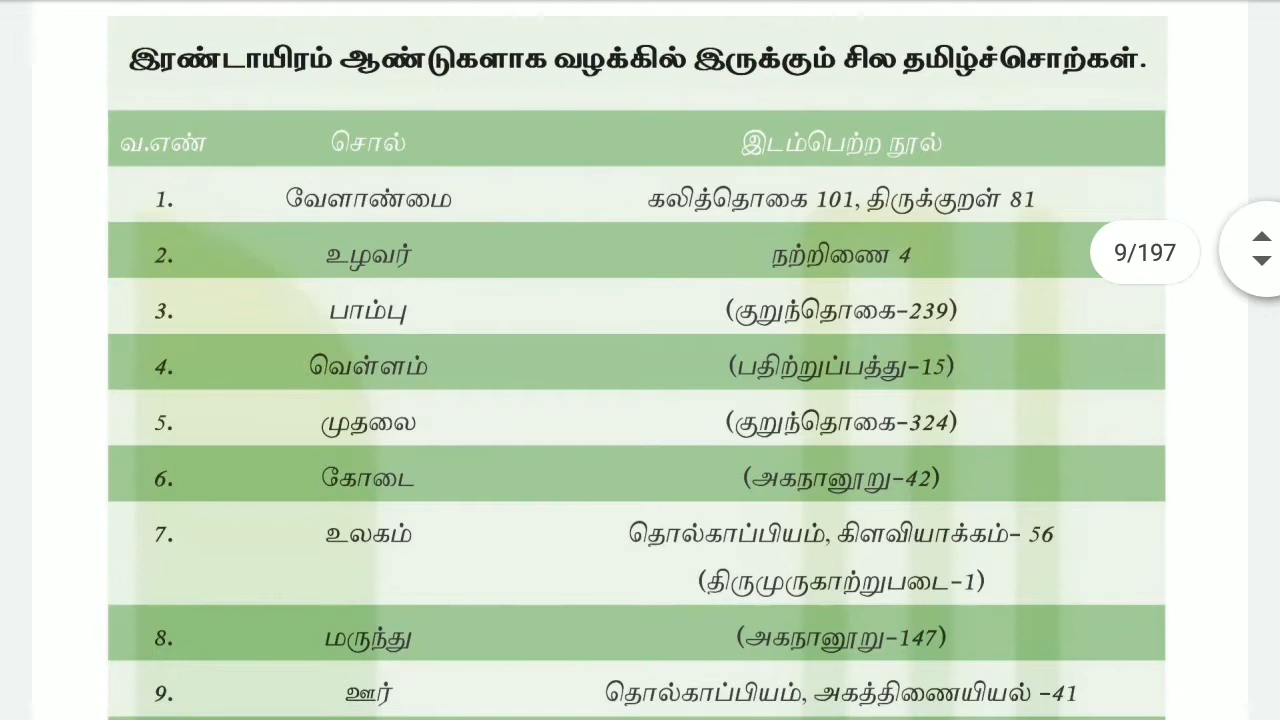 இரண்டாயிரம் ஆண்டுகளாக வழக்கில் இருக்கும் சில தமிழ்ச்சொற்கள்.
வ.எண் சொல் இடம்பெற்ற நூல்
1. வேளாண்மை கலித்தொகை 101, திருக்குறள் 81
2. உழவர் நற்றிணை 4
9/197
3. பாம்பு (குறுந்தொகை-239)
4. வெள்ளம் (பதிற்றுப்பத்து-15)
5. முதலை (குறுந்தொகை-324)
6. கோடை (அகநானூறு-42)
7. உலகம் தொல்காப்பியம், கிளவியாக்கம்- 56
(திருமுருகாற்றுபடை-1)
8. மருந்து (அகநானூறு-147)
9. ஊர் தொல்காப்பியம், அகத்திணையியல் -41